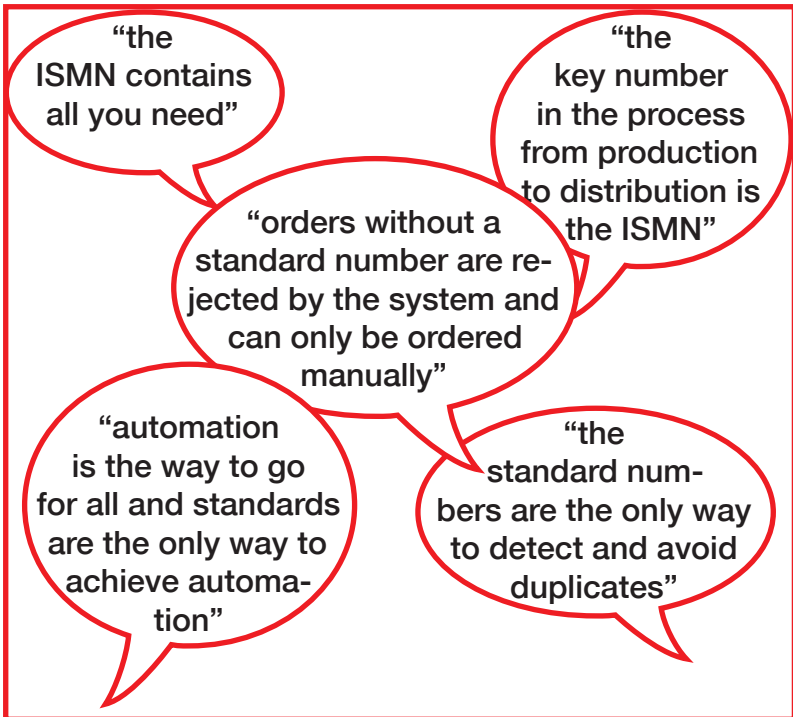 “the
ISMN contains
all you need”
“the
key number
in the process
from production
to distribution is
the ISMN”
“orders without a
standard number are re-
jected by the system and
can only be ordered
manually”
“automation
is the way to go
for all and standards
are the only way to
achieve automa-
tion”
“the
standard num-
bers are the only way
to detect and avoid
duplicates”